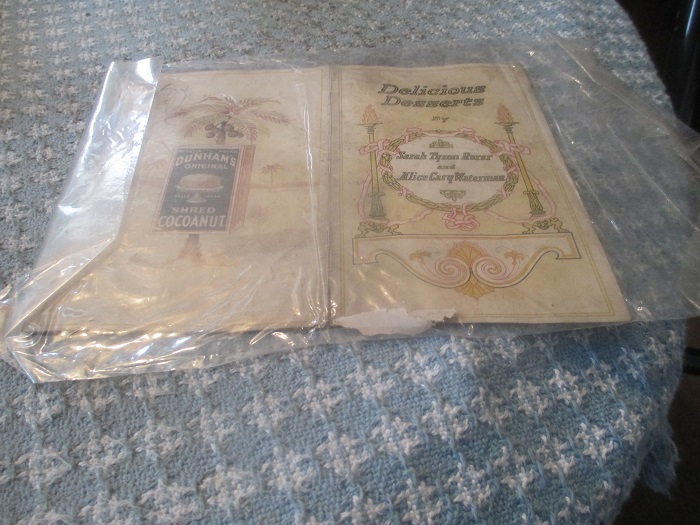 DUNHAM'S
ORIGINAL
SHRED
COCOANUT
Delicious
Desserts
By
Sarah Tyson Rorer
and
Alice Cary Waterman